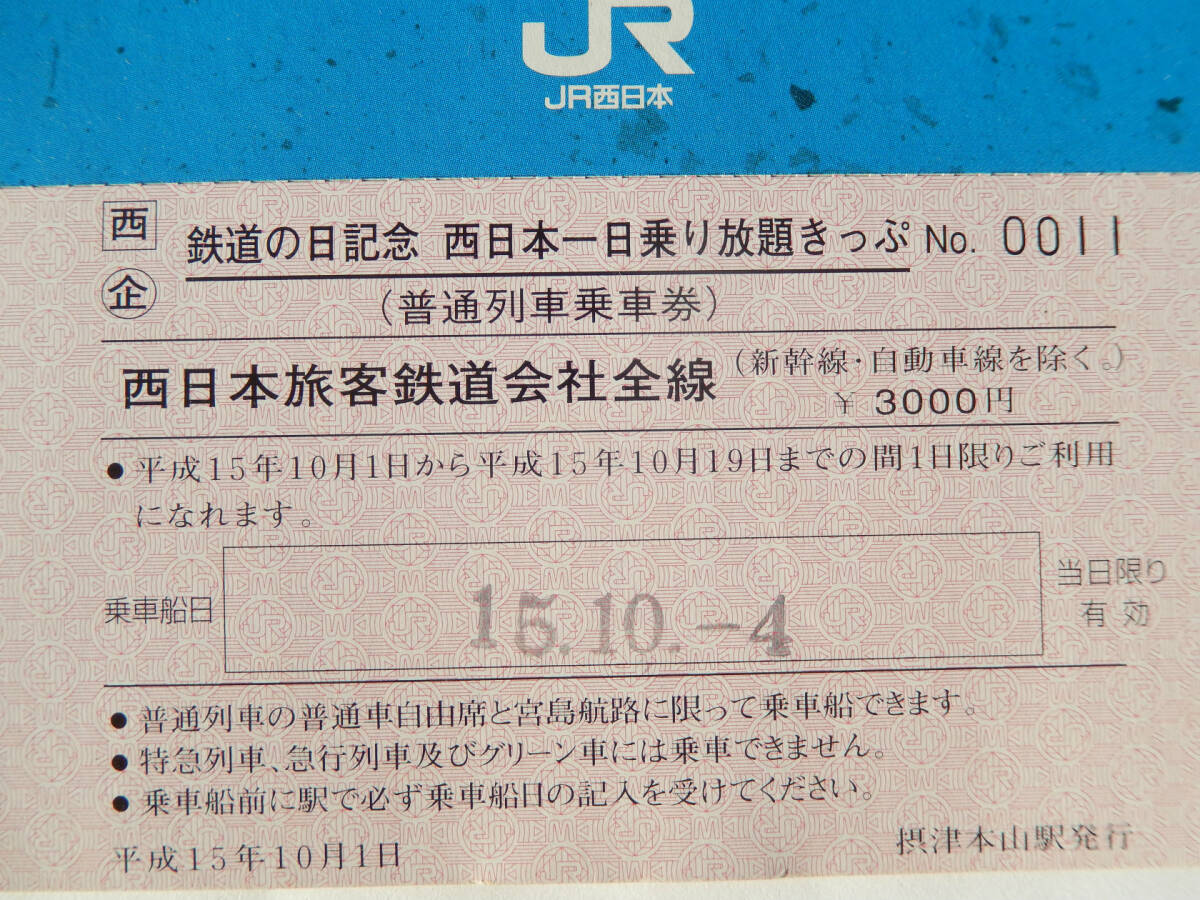 JR
JR西日本
西
企
鉄道の日記念 西日本一日乗り放題きっぷ No. 0011
(普通列車乗車券)
西日本旅客鉄道会社全線
(新幹線・自動車線を除く。)
¥ 3000円
●平成15年10月1日から平成15年10月19日までの間1日限りご利用
になれます。
乗車船日
15.10.-4
当日限り
有効
●普通列車の普通車自由席と宮島航路に限って乗車船できます。
●特急列車、急行列車及びグリーン車には乗車できません。
●乗車船前に駅で必ず乗車船日の記入を受けてください。
平成15年10月1日
摂津本山駅発行